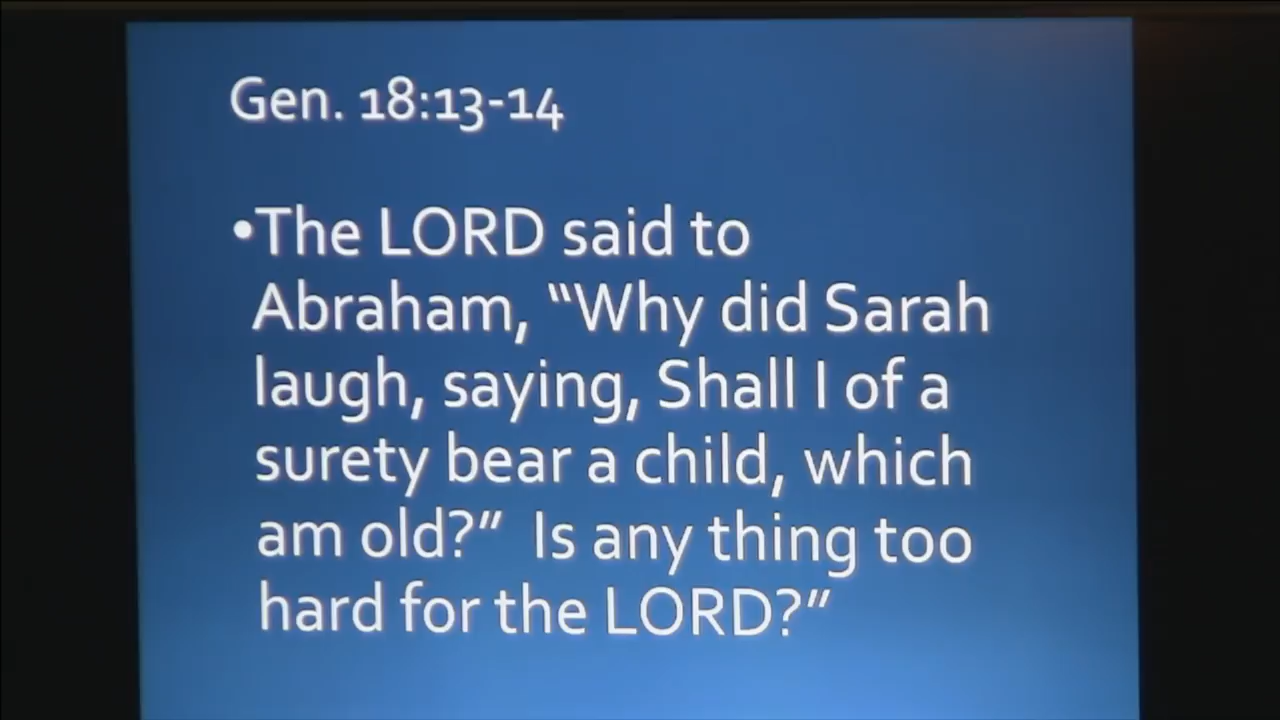 Gen. 18:13-14
•The LORD said to
Abraham, “Why did Sarah
laugh, saying, Shall I of a
surety bear a child, which
am old?”  Is any thing too
hard for the LORD?”